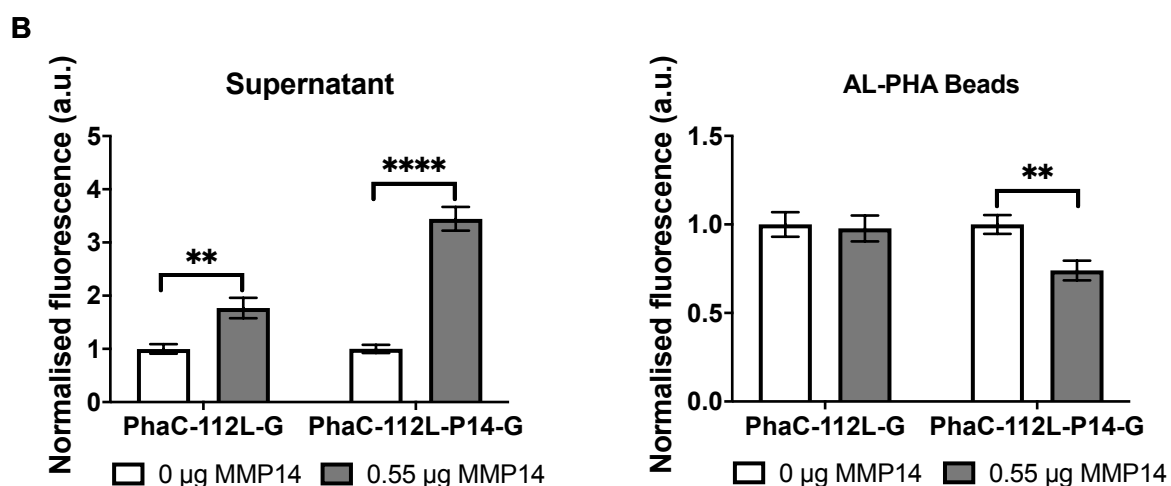 B
Supernatant
Normalised fluorescence (a.u.)
5
4
3
2
1
0
**
****
PhaC-112L-G
PhaC-112L-P14-G
0 µg MMP14
0.55 µg MMP14
AL-PHA Beads
Normalised fluorescence (a.u.)
1.5
1.0
0.5
0.0
**
PhaC-112L-G
PhaC-112L-P14-G
0 µg MMP14
0.55 µg MMP14